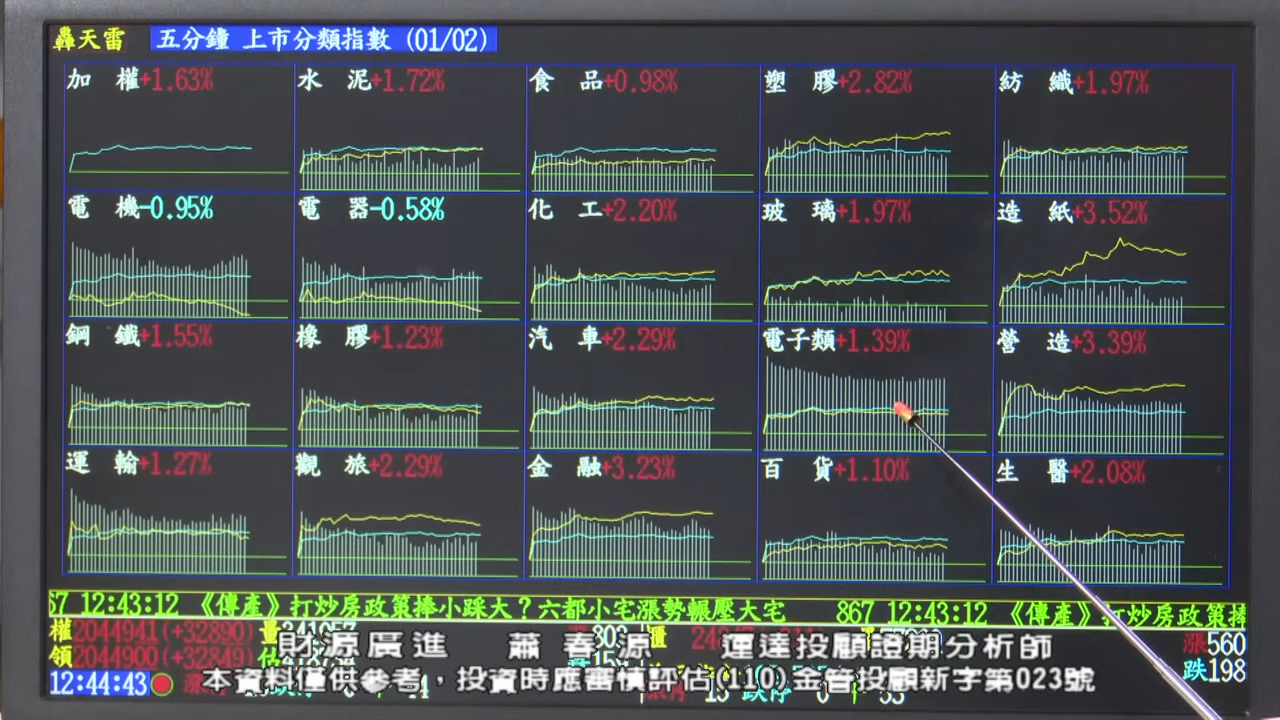 轟天雷 五分鐘 上市分類指數 (01/02)
加 權+1.63% 水 泥+1.72% 食 品+0.98% 塑 膠+2.82% 紡 織+1.97%
電 機-0.95% 電 器-0.58% 化 工+2.20% 玻 璃+1.97% 造 紙+3.52%
鋼 鐵+1.55% 橡 膠+1.23% 汽 車+2.29% 電子類+1.39% 營 造+3.39%
運 輸+1.27% 觀 旅+2.29% 金 融+3.23% 百 貨+1.10% 生 醫+2.08%
67 12:43:12 《傳產》打炒房政策捧小踩大？六都小宅漲勢輾壓大宅 867 12:43:12 《傳產》打炒房政策捧
權2044941(+32890)量 漲560
領2044900(+32849)估 跌198
財源廣進 蕭春源 運達投顧證期分析師
12:44:43
本資料僅供參考，投資時應審慎評估(110)金管投顧新字第023號